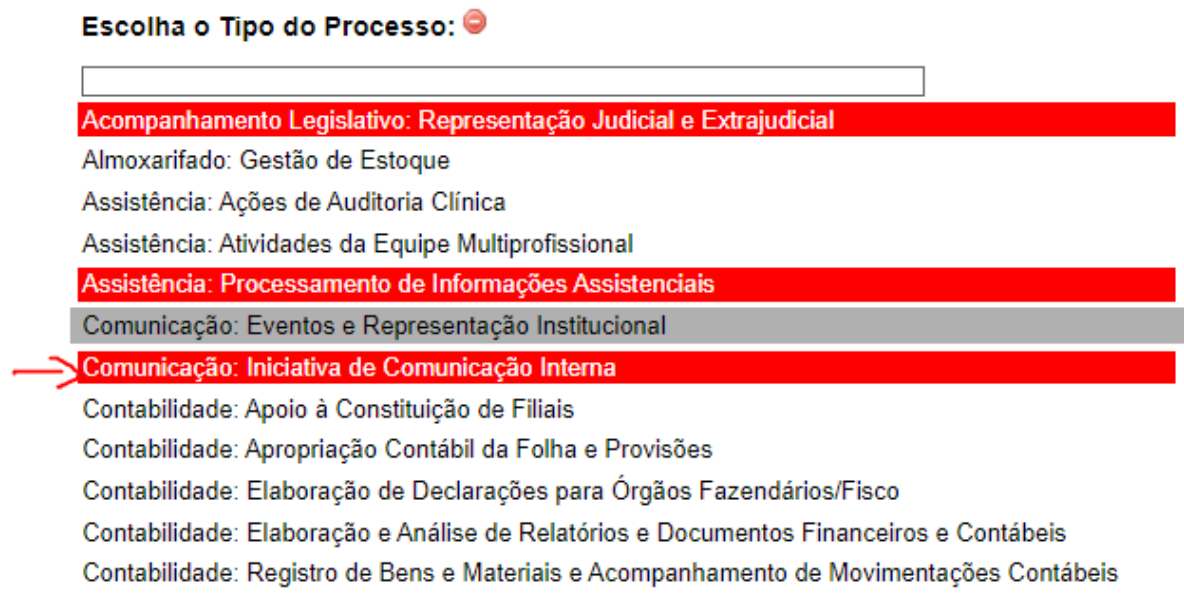 Escolha o Tipo do Processo:
Acompanhamento Legislativo: Representação Judicial e Extrajudicial
Almoxarifado: Gestão de Estoque
Assistência: Ações de Auditoria Clínica
Assistência: Atividades da Equipe Multiprofissional
Assistência: Processamento de Informações Assistenciais
Comunicação: Eventos e Representação Institucional
Comunicação: Iniciativa de Comunicação Interna
Contabilidade: Apoio à Constituição de Filiais
Contabilidade: Apropriação Contábil da Folha e Provisões
Contabilidade: Elaboração de Declarações para Órgãos Fazendários/Fisco
Contabilidade: Elaboração e Análise de Relatórios e Documentos Financeiros e Contábeis
Contabilidade: Registro de Bens e Materiais e Acompanhamento de Movimentações Contábeis